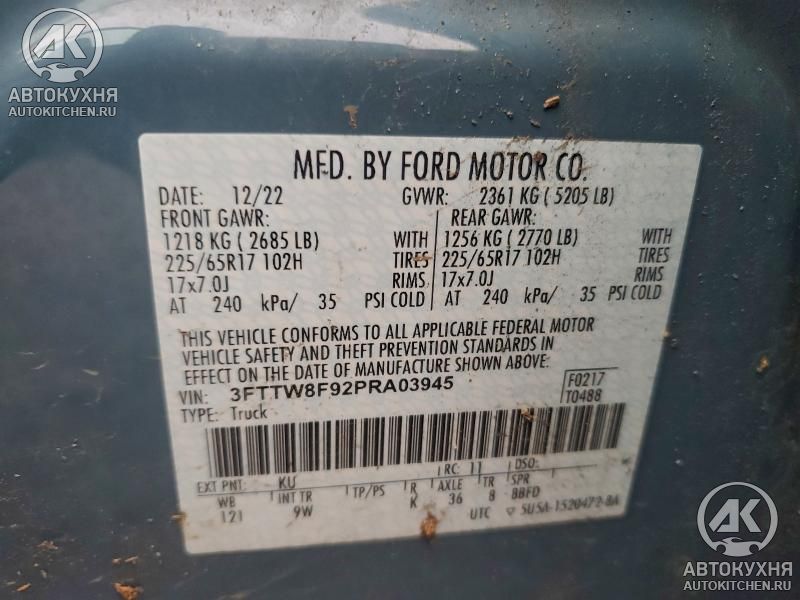 АК
АВТОКУХНЯ
AUTOKITCHEN.RU
MFD. BY FORD MOTOR CO.
DATE: 12/22 GVWR: 2361 KG ( 5205 LB)
FRONT GAWR: REAR GAWR:
1218 KG ( 2685 LB) WITH 1256 KG ( 2770 LB) WITH
225/65R17 102H TIRES 225/65R17 102H TIRES
17x7.0J RIMS 17x7.0J RIMS
AT 240 kPa/ 35 PSI COLD AT 240 kPa/ 35 PSI COLD
THIS VEHICLE CONFORMS TO ALL APPLICABLE FEDERAL MOTOR
VEHICLE SAFETY AND THEFT PREVENTION STANDARDS IN
EFFECT ON THE DATE OF MANUFACTURE SHOWN ABOVE.
VIN: 3FTTW8F92PRA03945 F0217
TYPE: Truck T0488
EXT PNT: KU RC: 11 DSO:
WB INT TR TP/PS R AXLE TR SPR
121 9W K 36 8 8BFD
UTC ▽ 5U5A-1520472-BA
АК
АВТОКУХНЯ
AUTOKITCHEN.RU